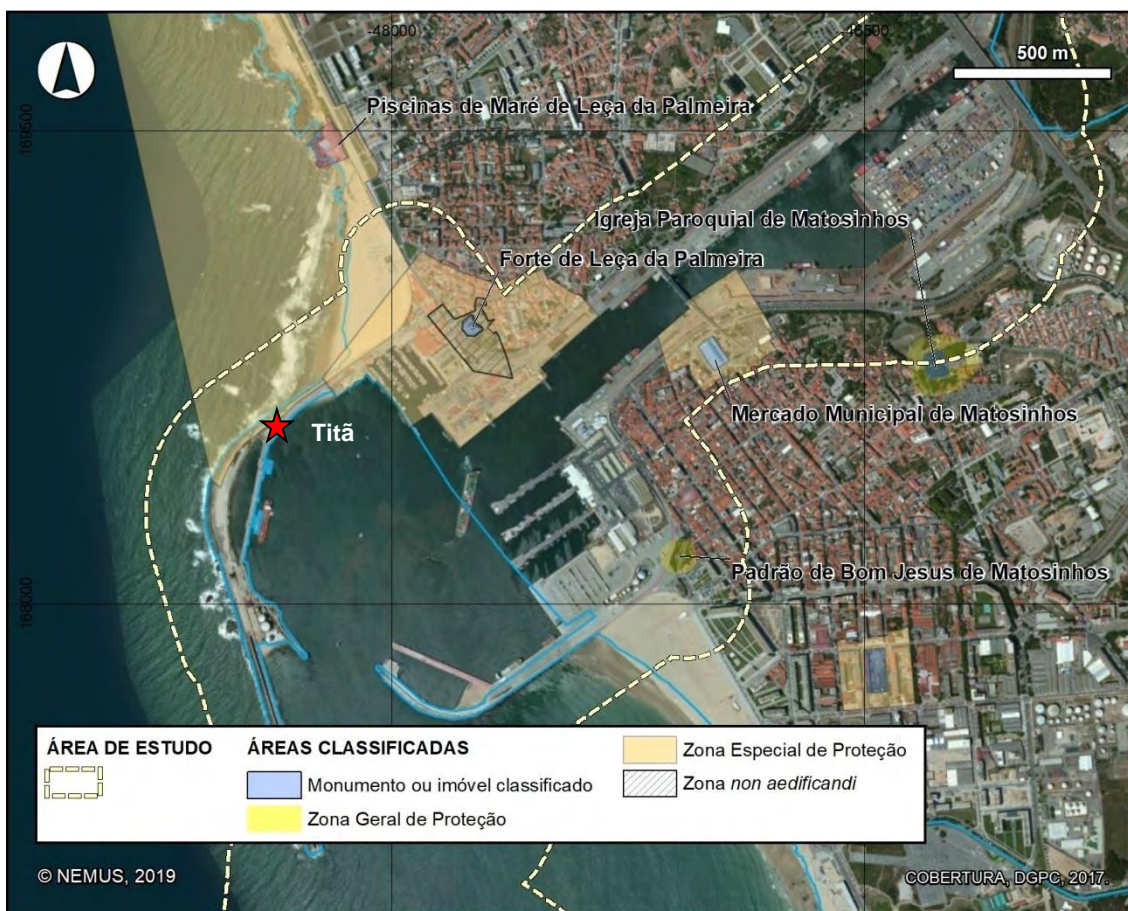 -48000
-46500
500 m
Piscinas de Maré de Leça da Palmeira
169500
Igreja Paroquial de Matosinhos
Forte de Leça da Palmeira
Mercado Municipal de Matosinhos
Titã
Padrão de Bom Jesus de Matosinhos
168000
ÁREA DE ESTUDO
ÁREAS CLASSIFICADAS
Monumento ou imóvel classificado
Zona Geral de Proteção
Zona Especial de Proteção
Zona non aedificandi
© NEMUS, 2019
COBERTURA, DGPC, 2017.